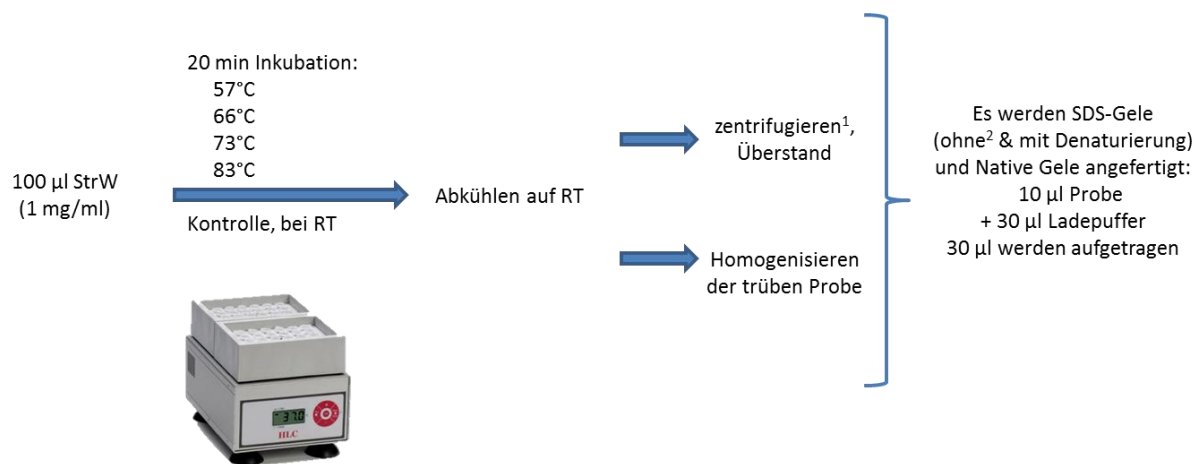 100 µl StrW
(1 mg/ml)
20 min Inkubation:
57°C
66°C
73°C
83°C
Kontrolle, bei RT
37.0
HLC
Abkühlen auf RT
zentrifugieren¹,
Überstand
Homogenisieren
der trüben Probe
Es werden SDS-Gele
(ohne² & mit Denaturierung)
und Native Gele angefertigt:
10 µl Probe
+ 30 µl Ladepuffer
30 µl werden aufgetragen